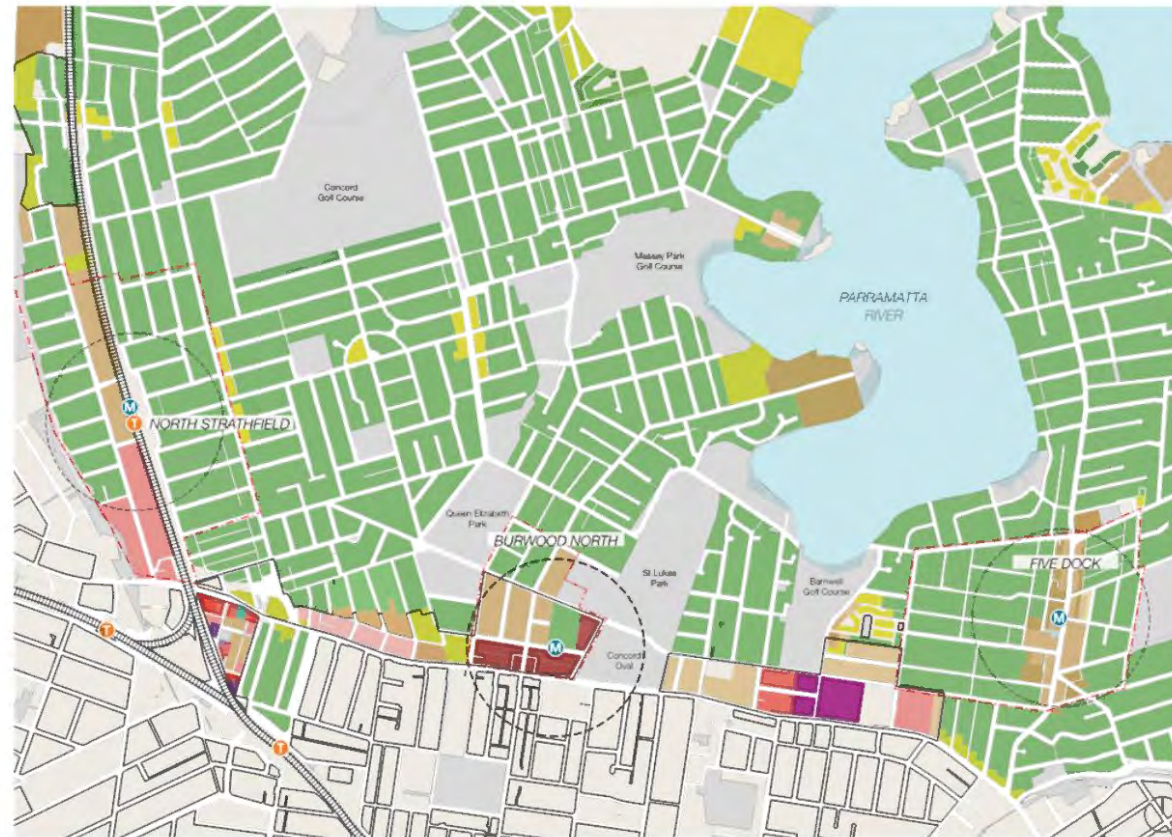 Concord
Golf Course
Massey Park
Golf Course
PARRAMATTA
RIVER
M
T
NORTH STRATHFIELD
Queen Elizabeth
Park
BURWOOD NORTH
St Lukes
Park
Barnwell
Golf Course
FIVE DOCK
M
T
M
Concord
Oval
T